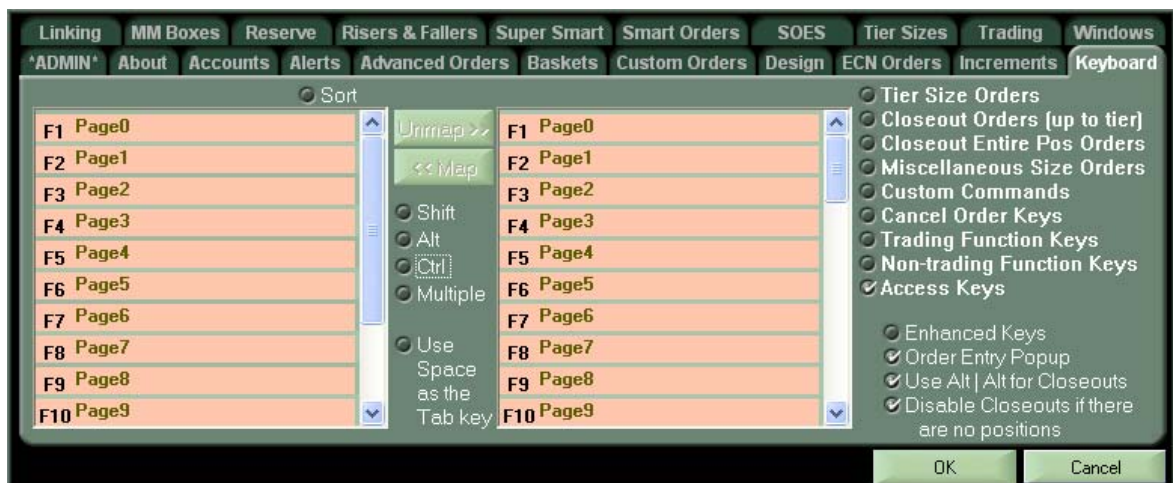 Linking MM Boxes Reserve Risers & Fallers Super Smart Smart Orders SOES Tier Sizes Trading Windows
*ADMIN* About Accounts Alerts Advanced Orders Baskets Custom Orders Design ECN Orders Increments Keyboard
Sort
F1 Page0
F2 Page1
F3 Page2
F4 Page3
F5 Page4
F6 Page5
F7 Page6
F8 Page7
F9 Page8
F10 Page9
Unmap >>
<< Map
Shift
Alt
Ctrl
Multiple
Use
Space
as the
Tab key
F1 Page0
F2 Page1
F3 Page2
F4 Page3
F5 Page4
F6 Page5
F7 Page6
F8 Page7
F9 Page8
F10 Page9
Tier Size Orders
Closeout Orders (up to tier)
Closeout Entire Pos Orders
Miscellaneous Size Orders
Custom Commands
Cancel Order Keys
Trading Function Keys
Non-trading Function Keys
Access Keys
Enhanced Keys
Order Entry Popup
Use Alt | Alt for Closeouts
Disable Closeouts if there
are no positions
OK Cancel